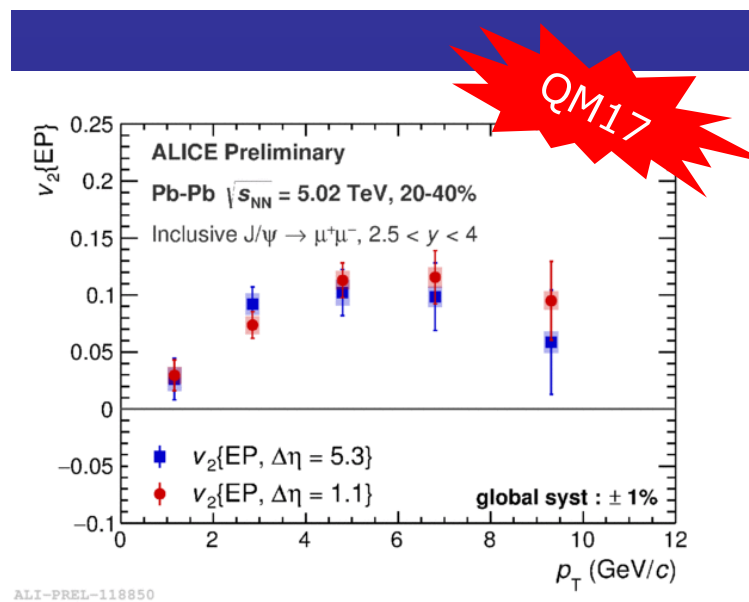 QM17
v₂{EP}
0.25
0.2
0.15
0.1
0.05
0
−0.05
−0.1
ALICE Preliminary
Pb-Pb √sNN = 5.02 TeV, 20-40%
Inclusive J/ψ → μ⁺μ⁻, 2.5 < y < 4
v₂{EP, Δη = 5.3}
v₂{EP, Δη = 1.1}
global syst : ± 1%
0 2 4 6 8 10 12
pT (GeV/c)
ALI-PREL-118850